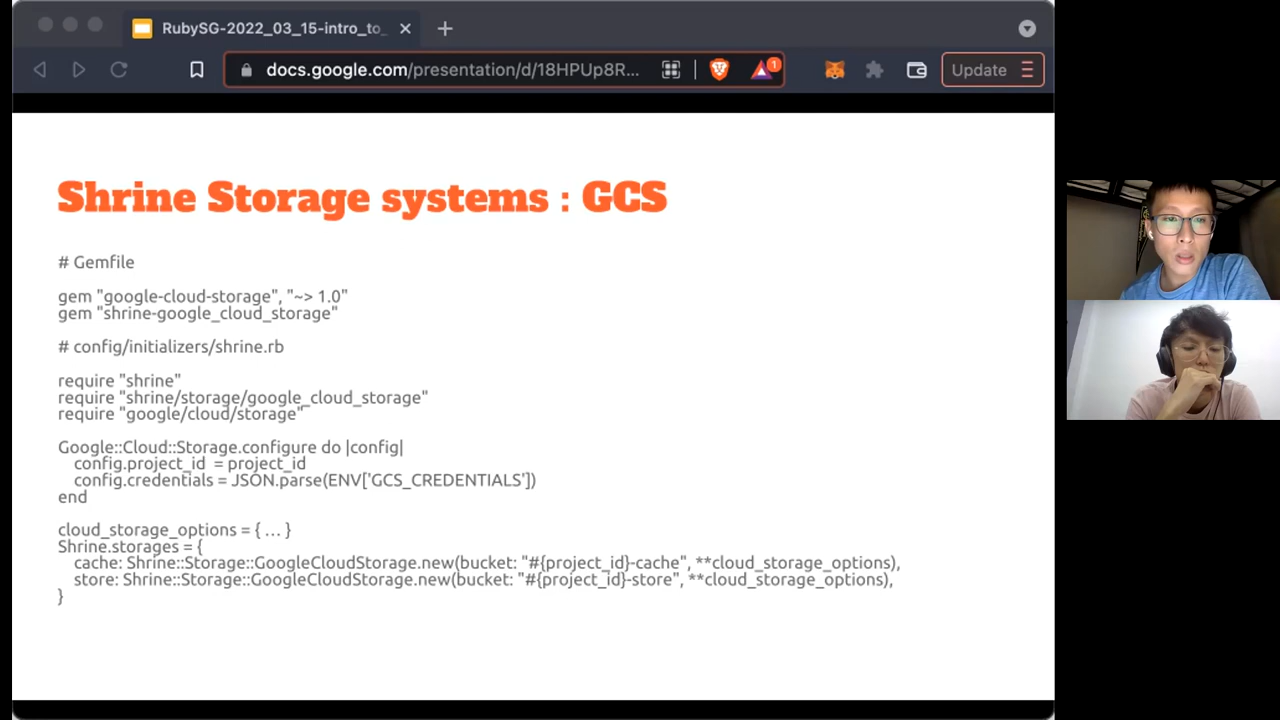 RubySG-2022_03_15-intro_to_
docs.google.com/presentation/d/18HPUp8R...
1
Update
Shrine Storage systems : GCS
# Gemfile
gem "google-cloud-storage", "~> 1.0"
gem "shrine-google_cloud_storage"
# config/initializers/shrine.rb
require "shrine"
require "shrine/storage/google_cloud_storage"
require "google/cloud/storage"
Google::Cloud::Storage.configure do |config|
config.project_id = project_id
config.credentials = JSON.parse(ENV['GCS_CREDENTIALS'])
end
cloud_storage_options = { … }
Shrine.storages = {
cache: Shrine::Storage::GoogleCloudStorage.new(bucket: "#{project_id}-cache", **cloud_storage_options),
store: Shrine::Storage::GoogleCloudStorage.new(bucket: "#{project_id}-store", **cloud_storage_options),
}